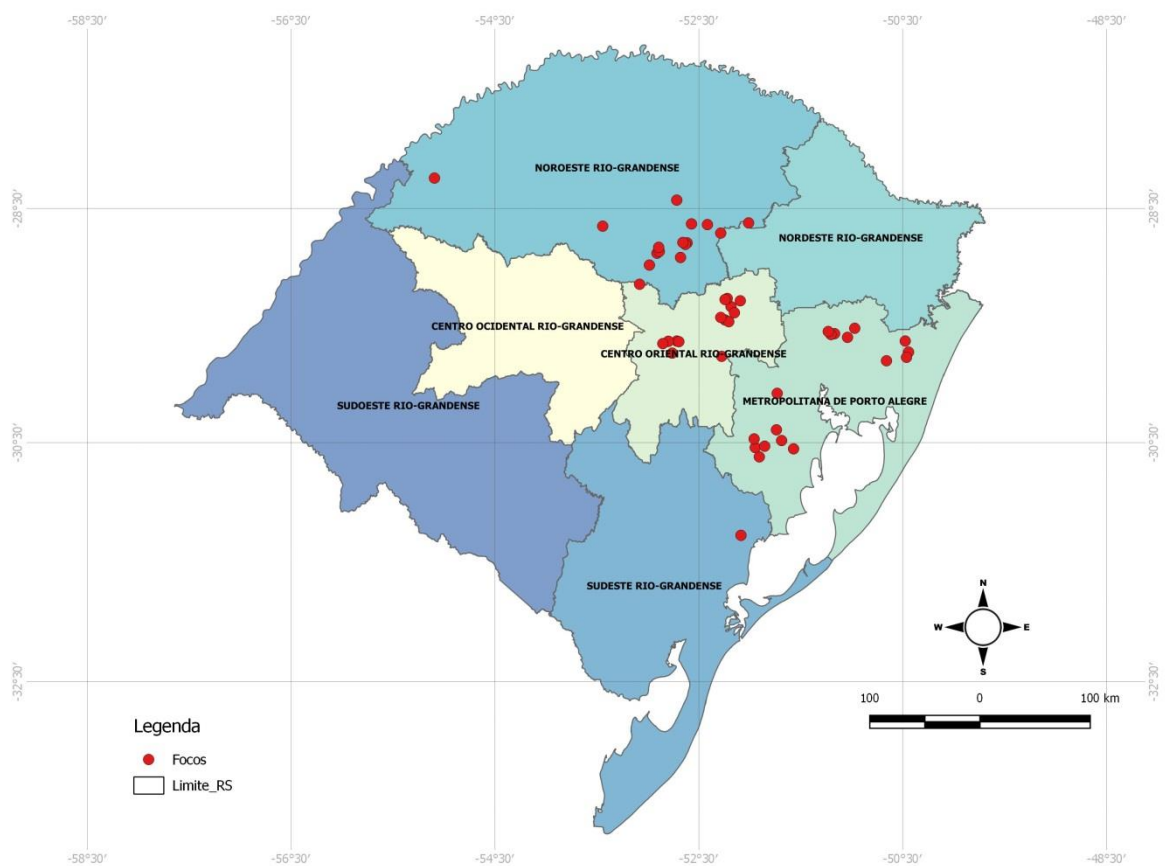 -58°30' -56°30' -54°30' -52°30' -50°30' -48°30'
NOROESTE RIO-GRANDENSE
-28°30' -28°30'
NORDESTE RIO-GRANDENSE
CENTRO OCIDENTAL RIO-GRANDENSE
CENTRO ORIENTAL RIO-GRANDENSE
METROPOLITANA DE PORTO ALEGRE
SUDOESTE RIO-GRANDENSE
-30°30' -30°30'
SUDESTE RIO-GRANDENSE
N
W E
S
-32°30' -32°30'
100 0 100 km
Legenda
Focos
Limite_RS
-58°30' -56°30' -54°30' -52°30' -50°30' -48°30'